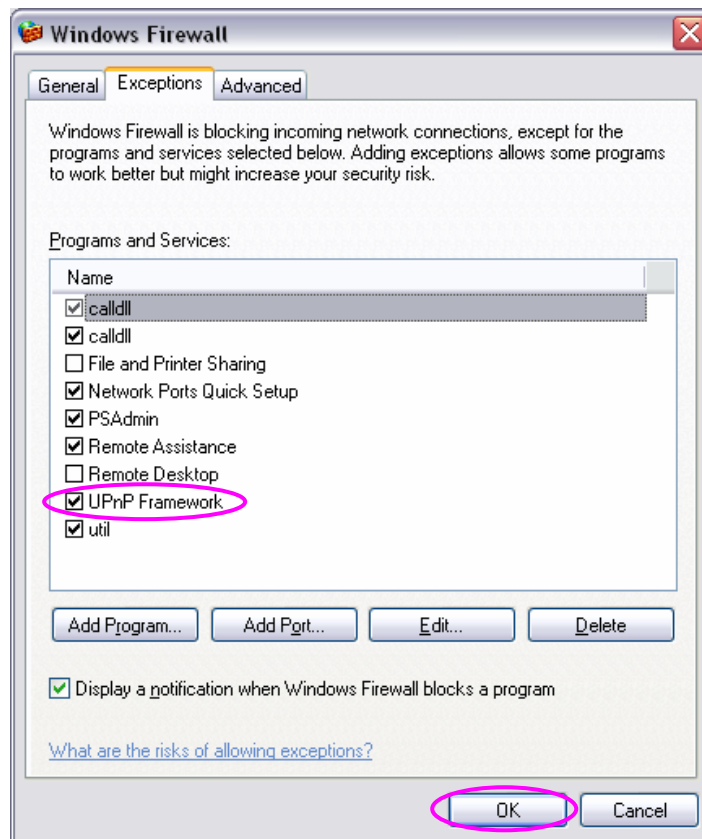 Windows Firewall
General
Exceptions
Advanced
Windows Firewall is blocking incoming network connections, except for the
programs and services selected below. Adding exceptions allows some programs
to work better but might increase your security risk.
Programs and Services:
Name
calldll
calldll
File and Printer Sharing
Network Ports Quick Setup
PSAdmin
Remote Assistance
Remote Desktop
UPnP Framework
util
Add Program...
Add Port...
Edit...
Delete
Display a notification when Windows Firewall blocks a program
What are the risks of allowing exceptions?
OK
Cancel